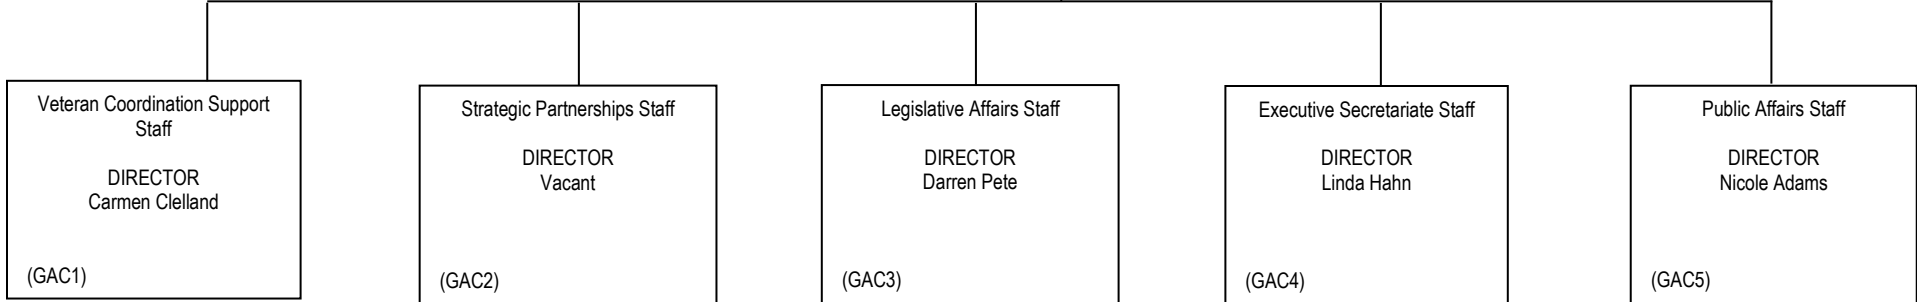 Veteran Coordination Support
Staff
DIRECTOR
Carmen Clelland
(GAC1)
Strategic Partnerships Staff
DIRECTOR
Vacant
(GAC2)
Legislative Affairs Staff
DIRECTOR
Darren Pete
(GAC3)
Executive Secretariate Staff
DIRECTOR
Linda Hahn
(GAC4)
Public Affairs Staff
DIRECTOR
Nicole Adams
(GAC5)